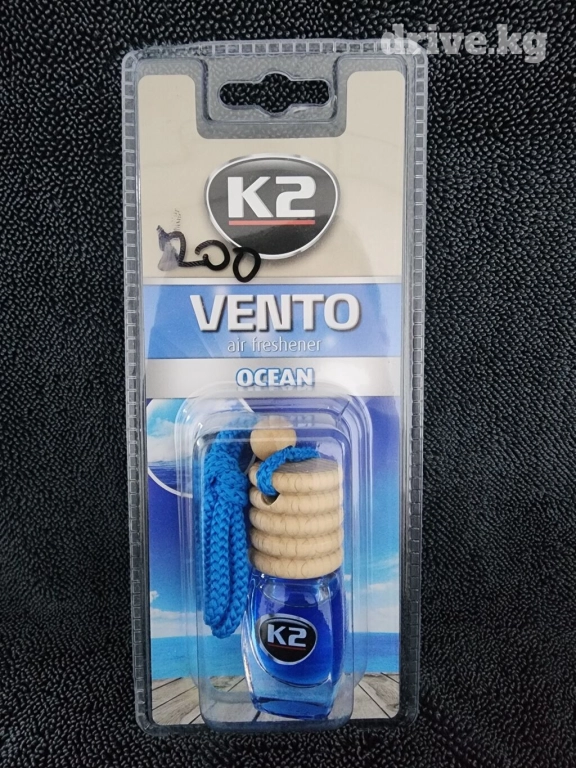 drive.kg
K2
200
VENTO
air freshener
OCEAN
K2